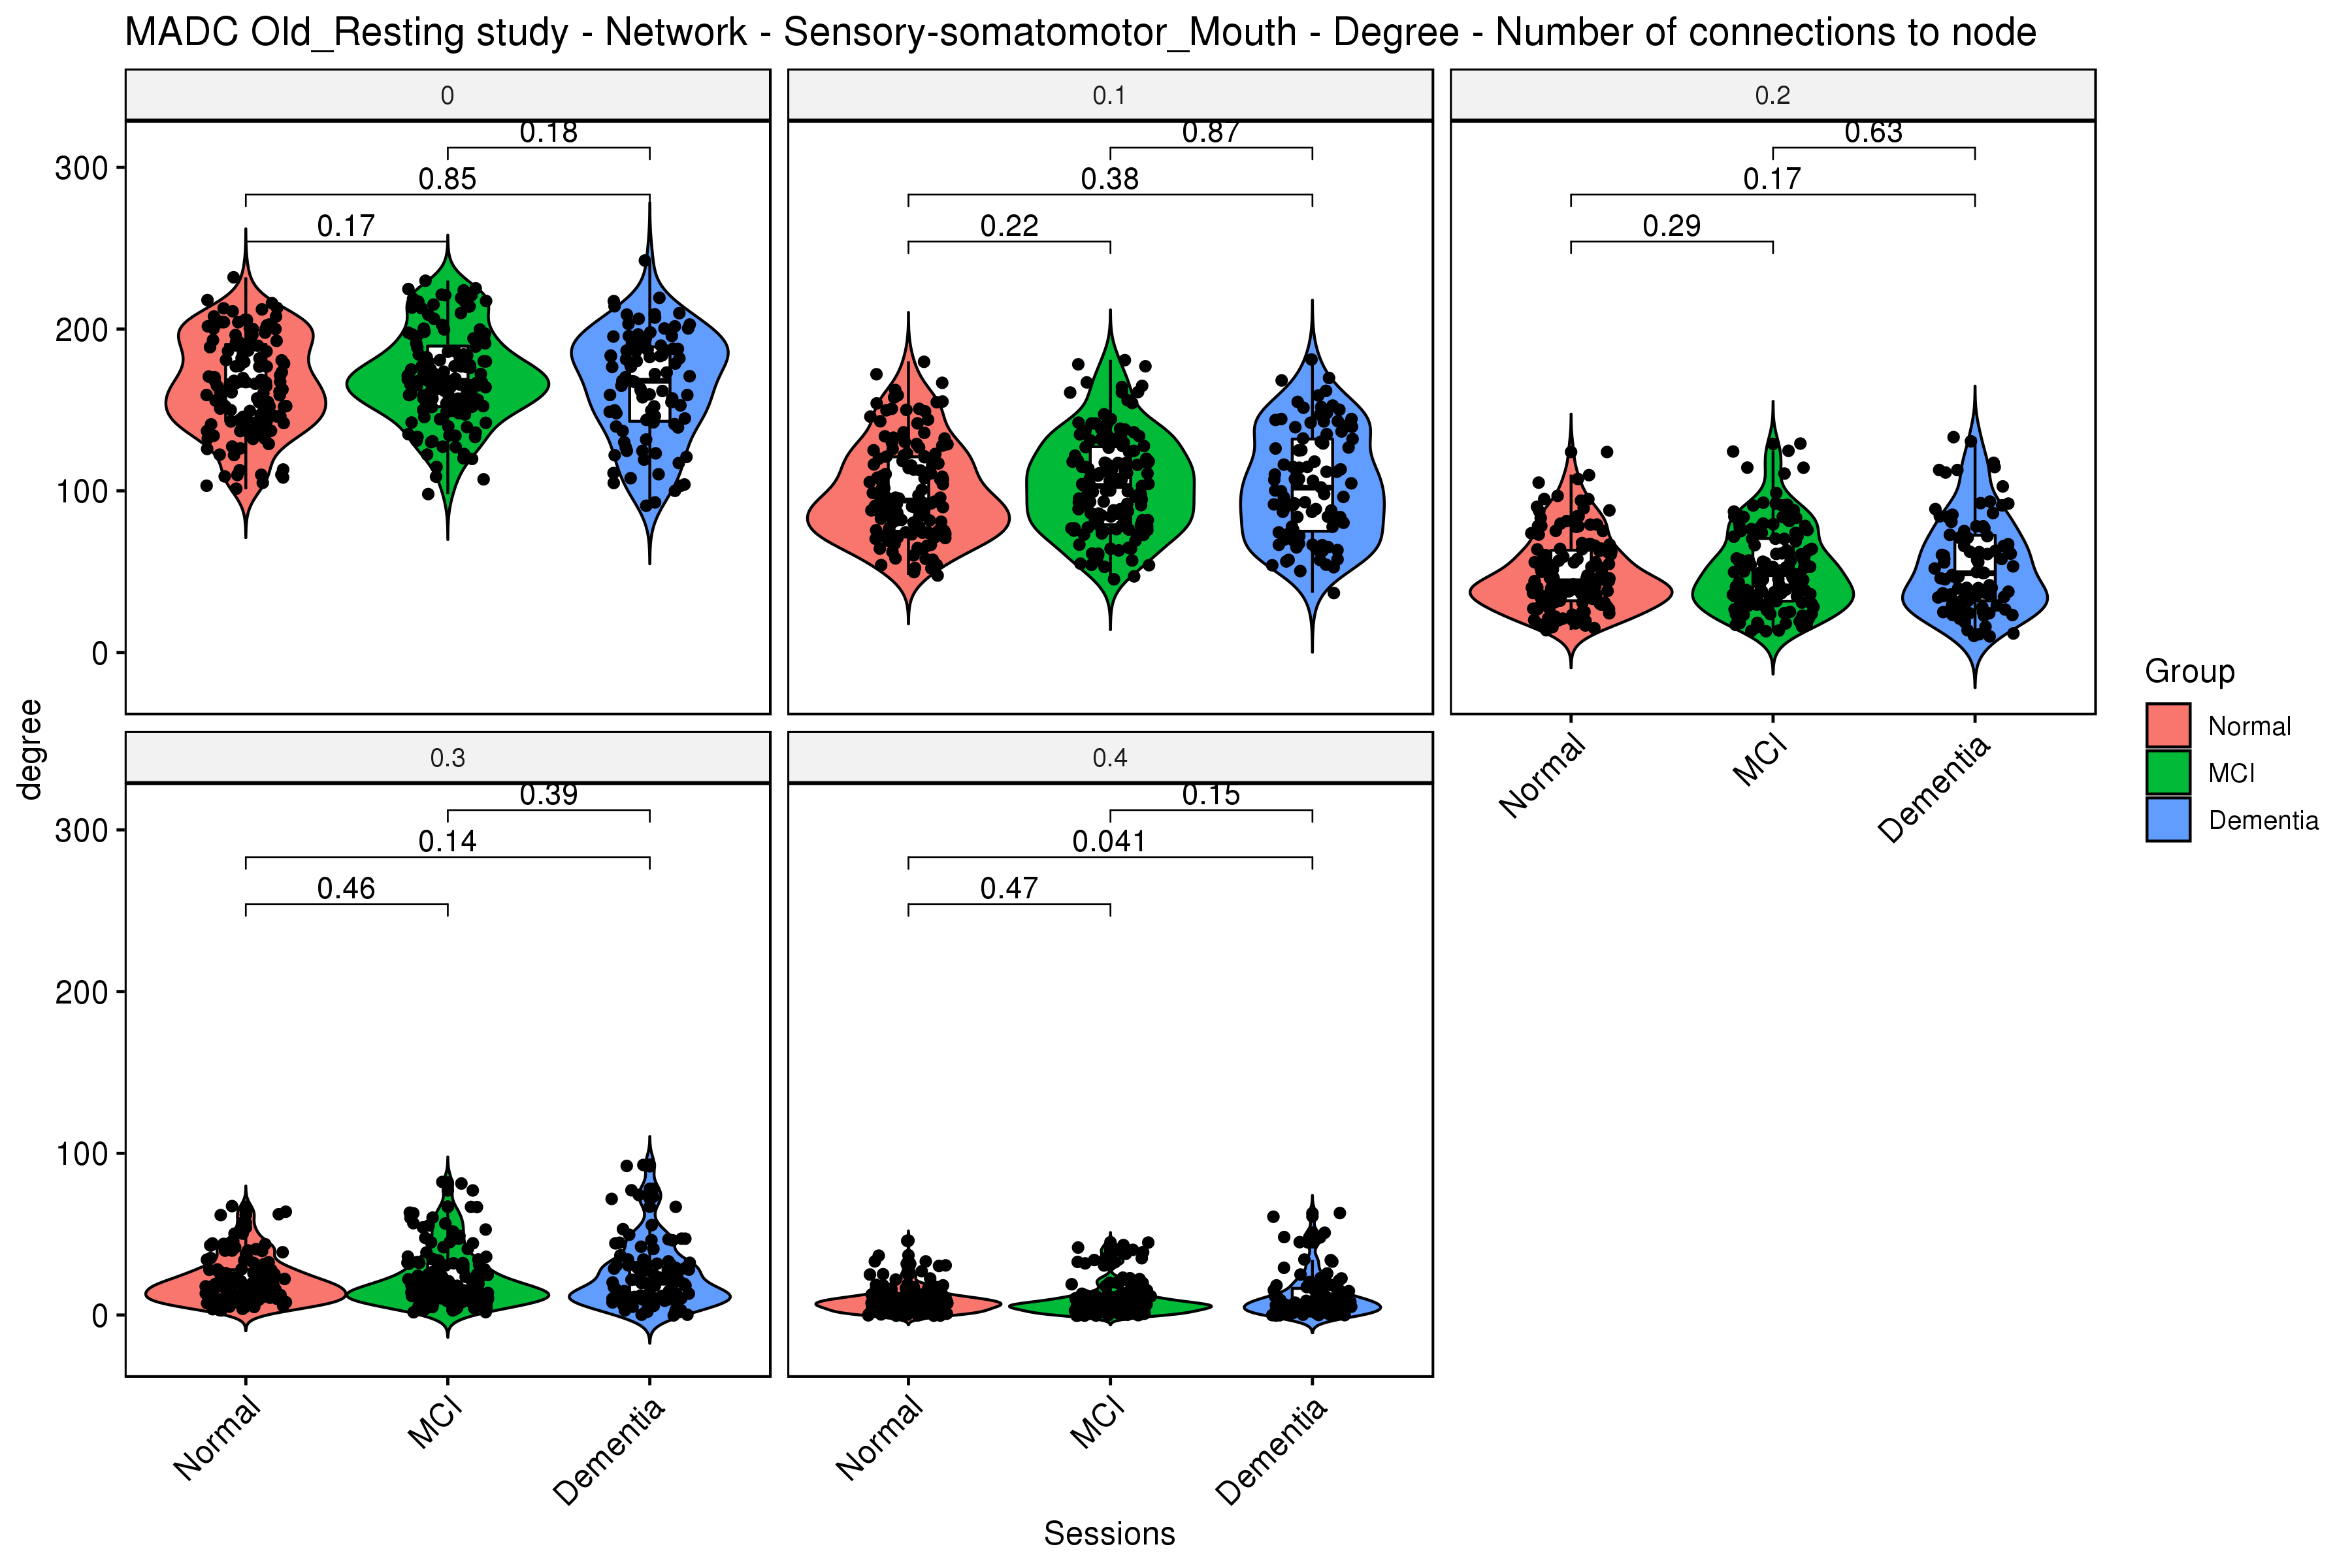 MADC Old_Resting study - Network - Sensory-somatomotor_Mouth - Degree - Number of connections to node
0
0.1
0.2
0.18
0.85
0.17
0.87
0.38
0.22
0.63
0.17
0.29
300
200
100
0
Normal
MCI
Dementia
degree
0.3
0.4
0.39
0.14
0.46
0.15
0.041
0.47
300
200
100
0
Normal
MCI
Dementia
Normal
MCI
Dementia
Sessions
Group
Normal
MCI
Dementia